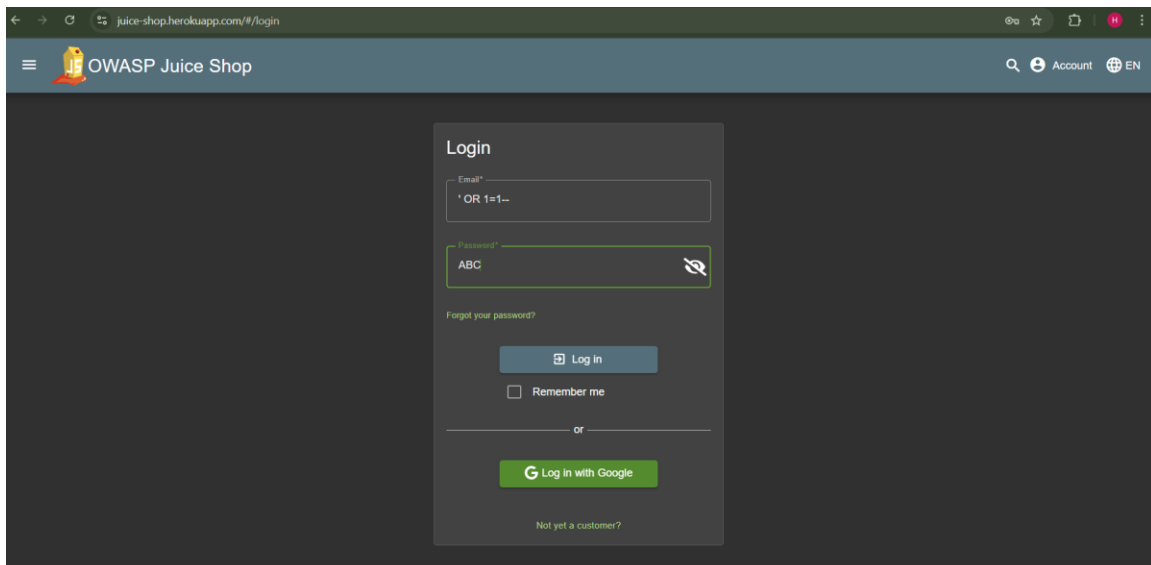 juice-shop.herokuapp.com/#/login
H
OWASP Juice Shop
Account
EN
Login
Email*
' OR 1=1--
Password*
ABC
Forgot your password?
Log in
Remember me
or
G Log in with Google
Not yet a customer?